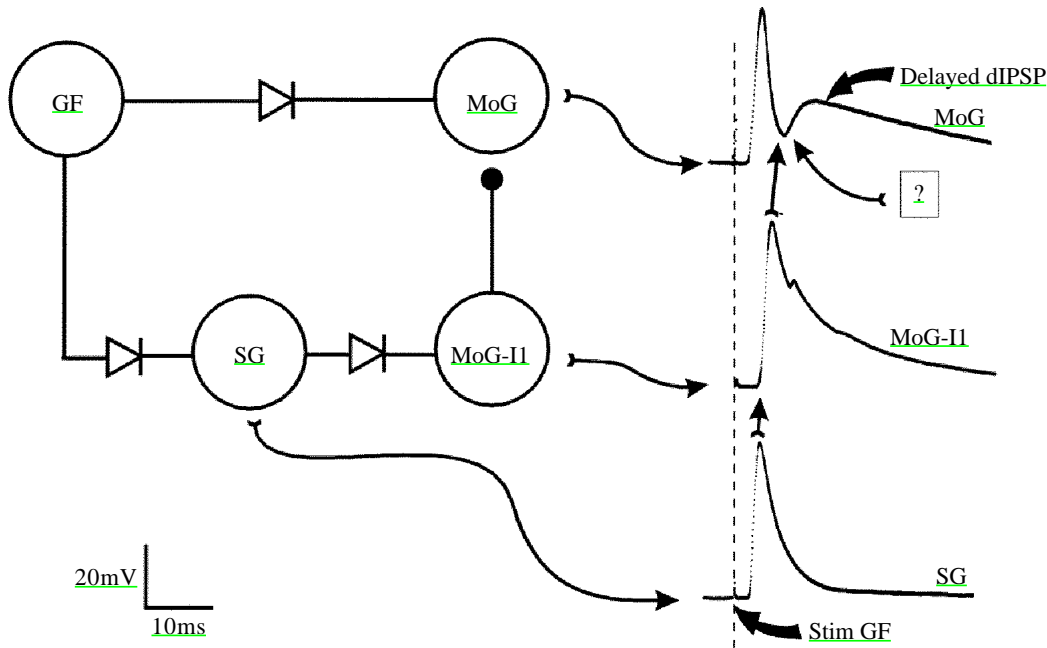 GF
MoG
Delayed dIPSP
MoG
?
SG
MoG-I1
MoG-I1
20mV
10ms
SG
Stim GF